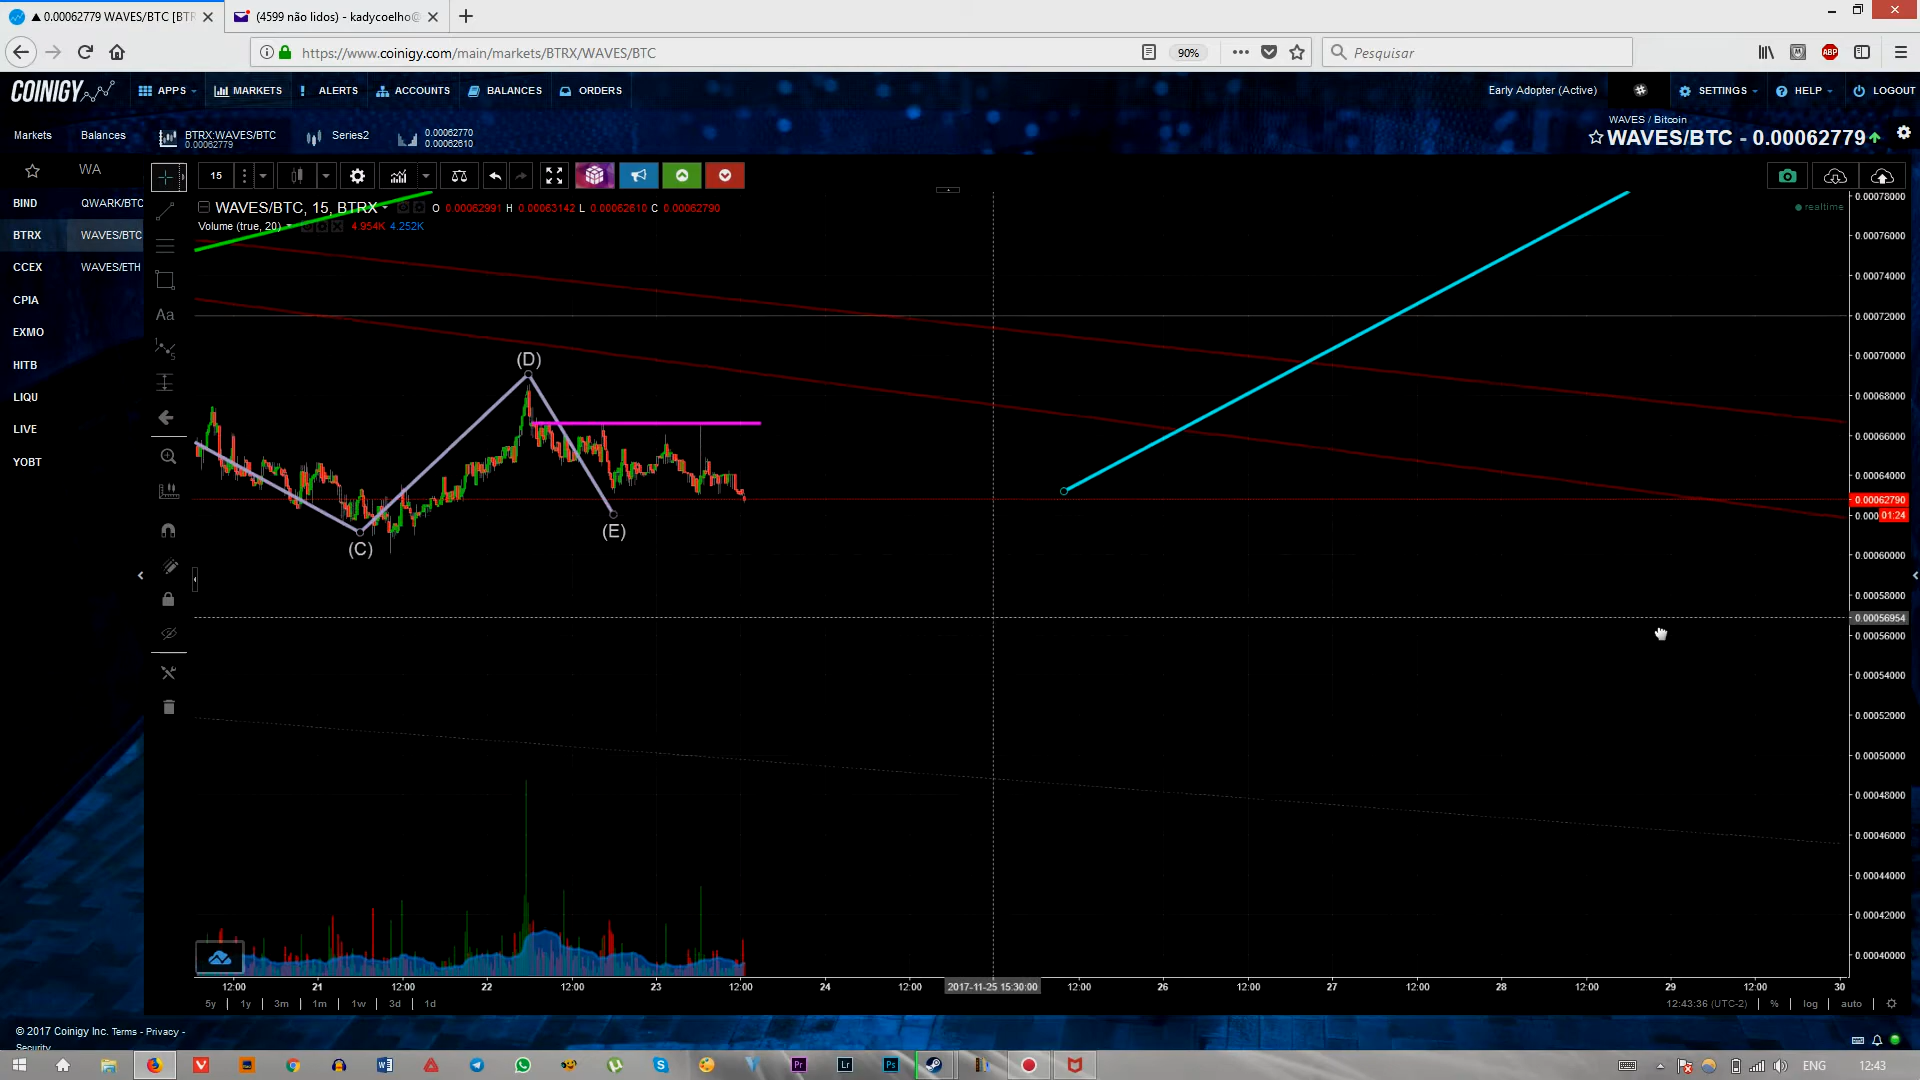 ▲ 0.00062779 WAVES/BTC [BTR
(4599 não lidos) - kadycoelho@
https://www.coinigy.com/main/markets/BTRX/WAVES/BTC
90%
Pesquisar
COINIGY
APPS
MARKETS
ALERTS
ACCOUNTS
BALANCES
ORDERS
Early Adopter (Active)
SETTINGS
HELP
LOGOUT
Markets
Balances
BTRX:WAVES/BTC
0.00062779
Series2
0.00062770
0.00062610
WAVES / Bitcoin
WAVES/BTC - 0.00062779
WA
15
BIND
QWARK/BTC
BTRX
WAVES/BTC
CCEX
WAVES/ETH
CPIA
EXMO
HITB
LIQU
LIVE
YOBT
Aa
WAVES/BTC, 15, BTRX
O 0.00062991 H 0.00063142 L 0.00062610 C 0.00062790
Volume (true, 20)
4.954K 4.252K
realtime
(D)
(C)
(E)
0.00078000
0.00076000
0.00074000
0.00072000
0.00070000
0.00068000
0.00066000
0.00064000
0.00062790
01:24
0.00060000
0.00058000
0.00056954
0.00056000
0.00054000
0.00052000
0.00050000
0.00048000
0.00046000
0.00044000
0.00042000
0.00040000
12:00 21 12:00 22 12:00 23 12:00 24 12:00 2017-11-25 15:30:00 12:00 26 12:00 27 12:00 28 12:00 29 12:00 30
5y 1y 3m 1m 1w 3d 1d
12:43:36 (UTC-2) % log auto
© 2017 Coinigy Inc. Terms - Privacy -
Security
Pr
Lr
Ps
ENG
12:43